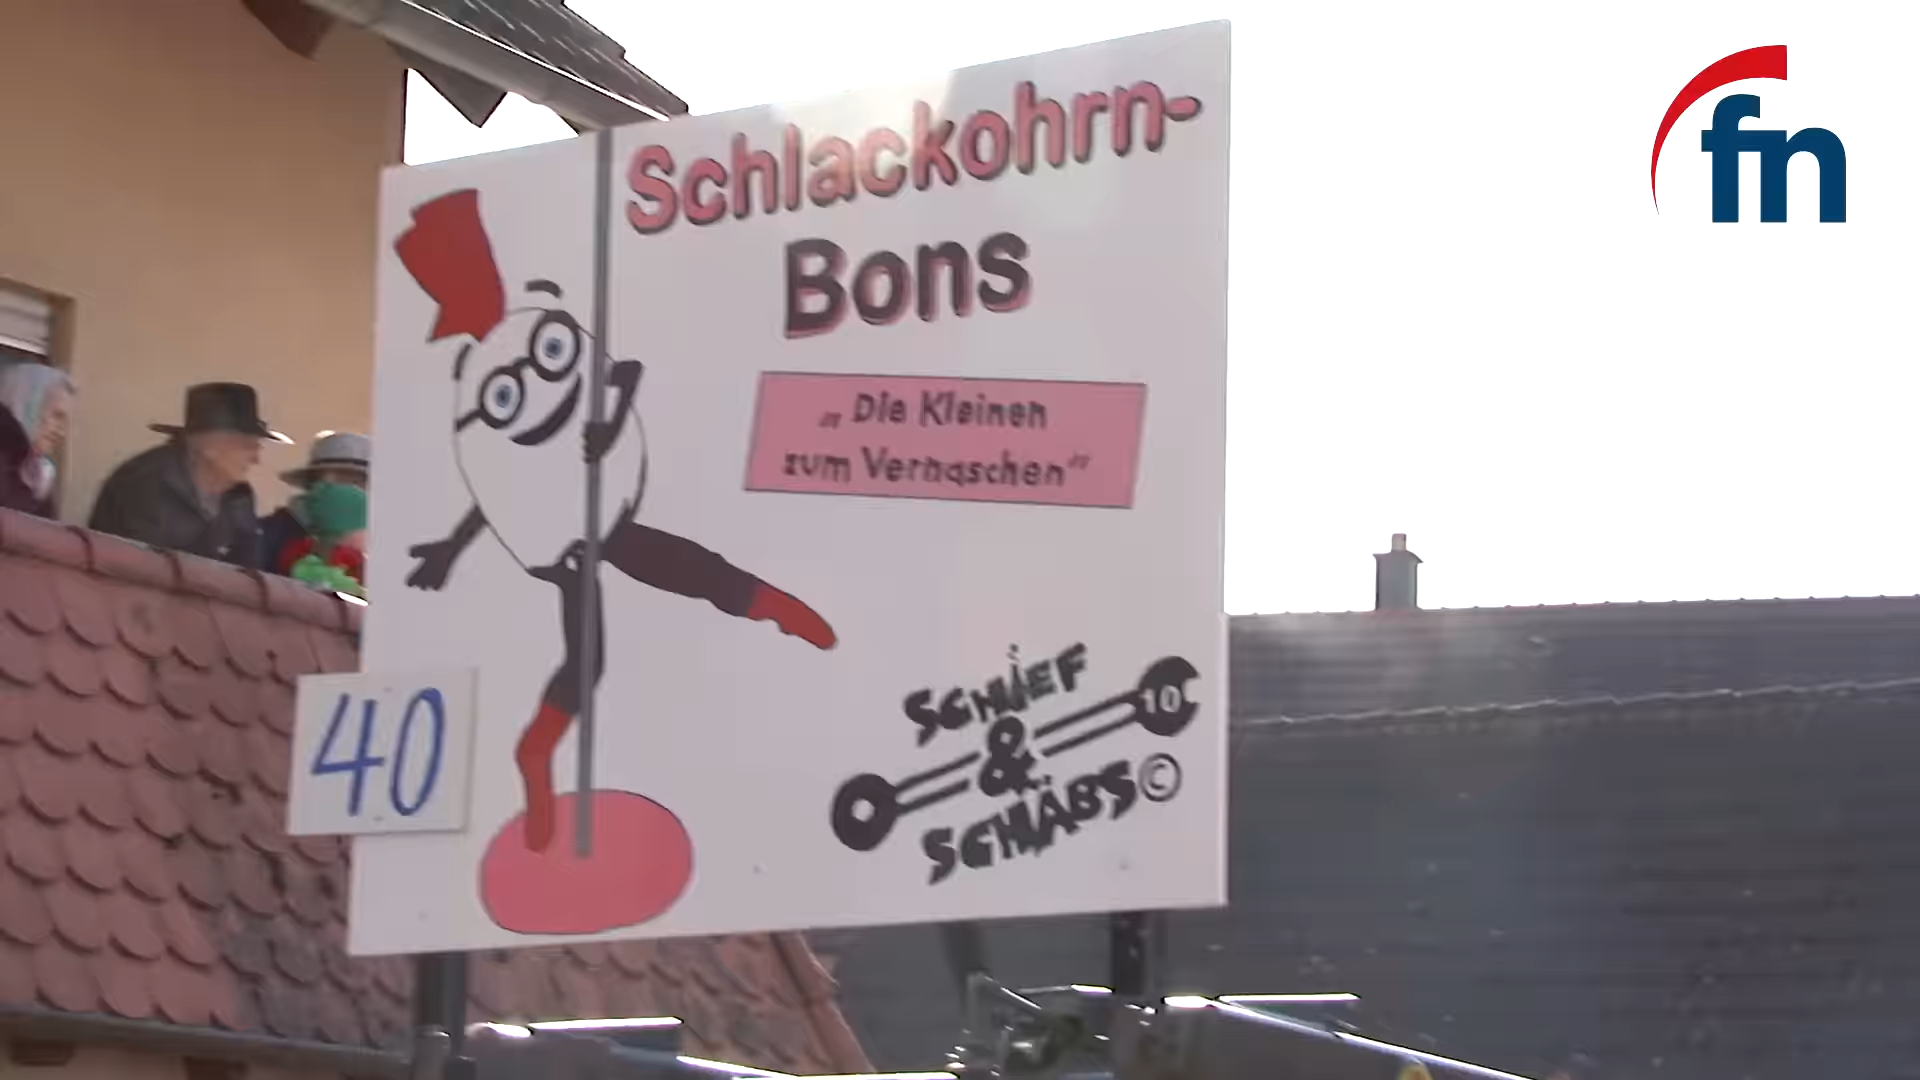 fn
Schlackohrn-
Bons
„Die Kleinen
zum Vernaschen"
40
SCHIEF
10
&
SCHÄBS ©